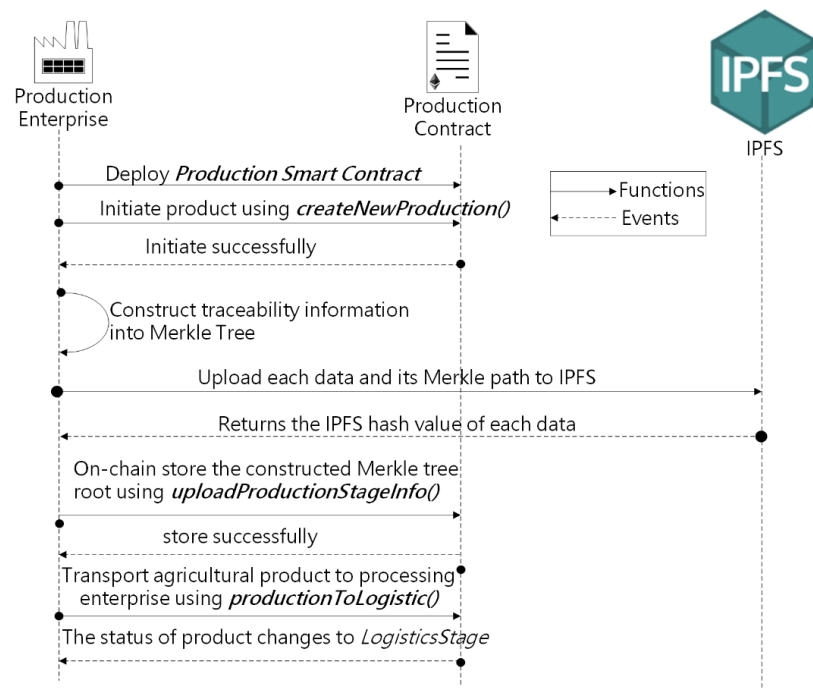 IPFS
Production
Enterprise
Production
Contract
IPFS
Deploy Production Smart Contract
Functions
Events
Initiate product using createNewProduction()
Initiate successfully
Construct traceability information
into Merkle Tree
Upload each data and its Merkle path to IPFS
Returns the IPFS hash value of each data
On-chain store the constructed Merkle tree
root using uploadProductionStageInfo()
store successfully
Transport agricultural product to processing
enterprise using productionToLogistic()
The status of product changes to LogisticsStage